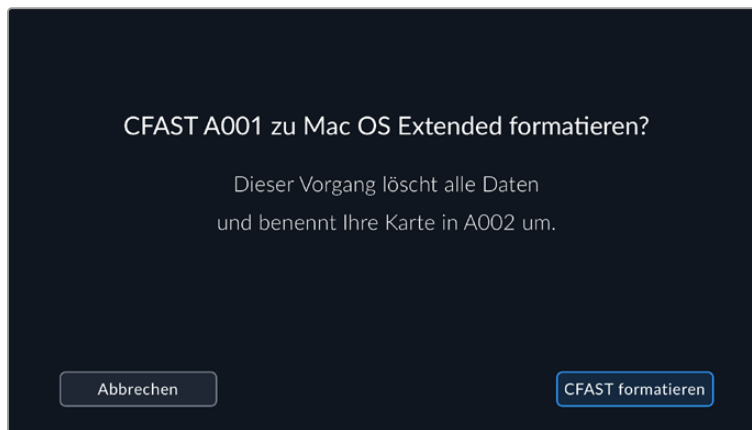 CFAST A001 zu Mac OS Extended formatieren?
Dieser Vorgang löscht alle Daten
und benennt Ihre Karte in A002 um.
Abbrechen
CFAST formatieren